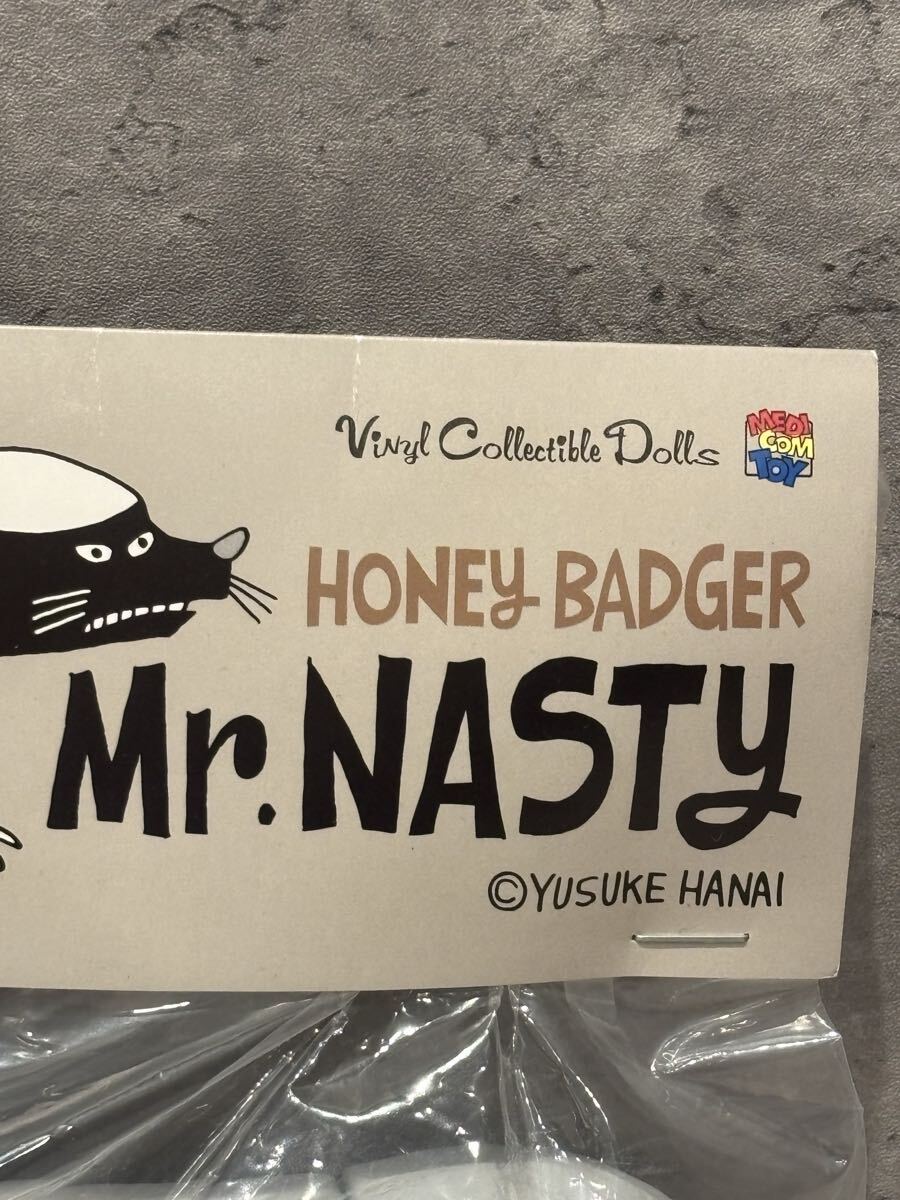 Vinyl Collectible Dolls
MEDI
COM
TOY
HONEy BADGER
Mr. NASTy
©YUSUKE HANAI